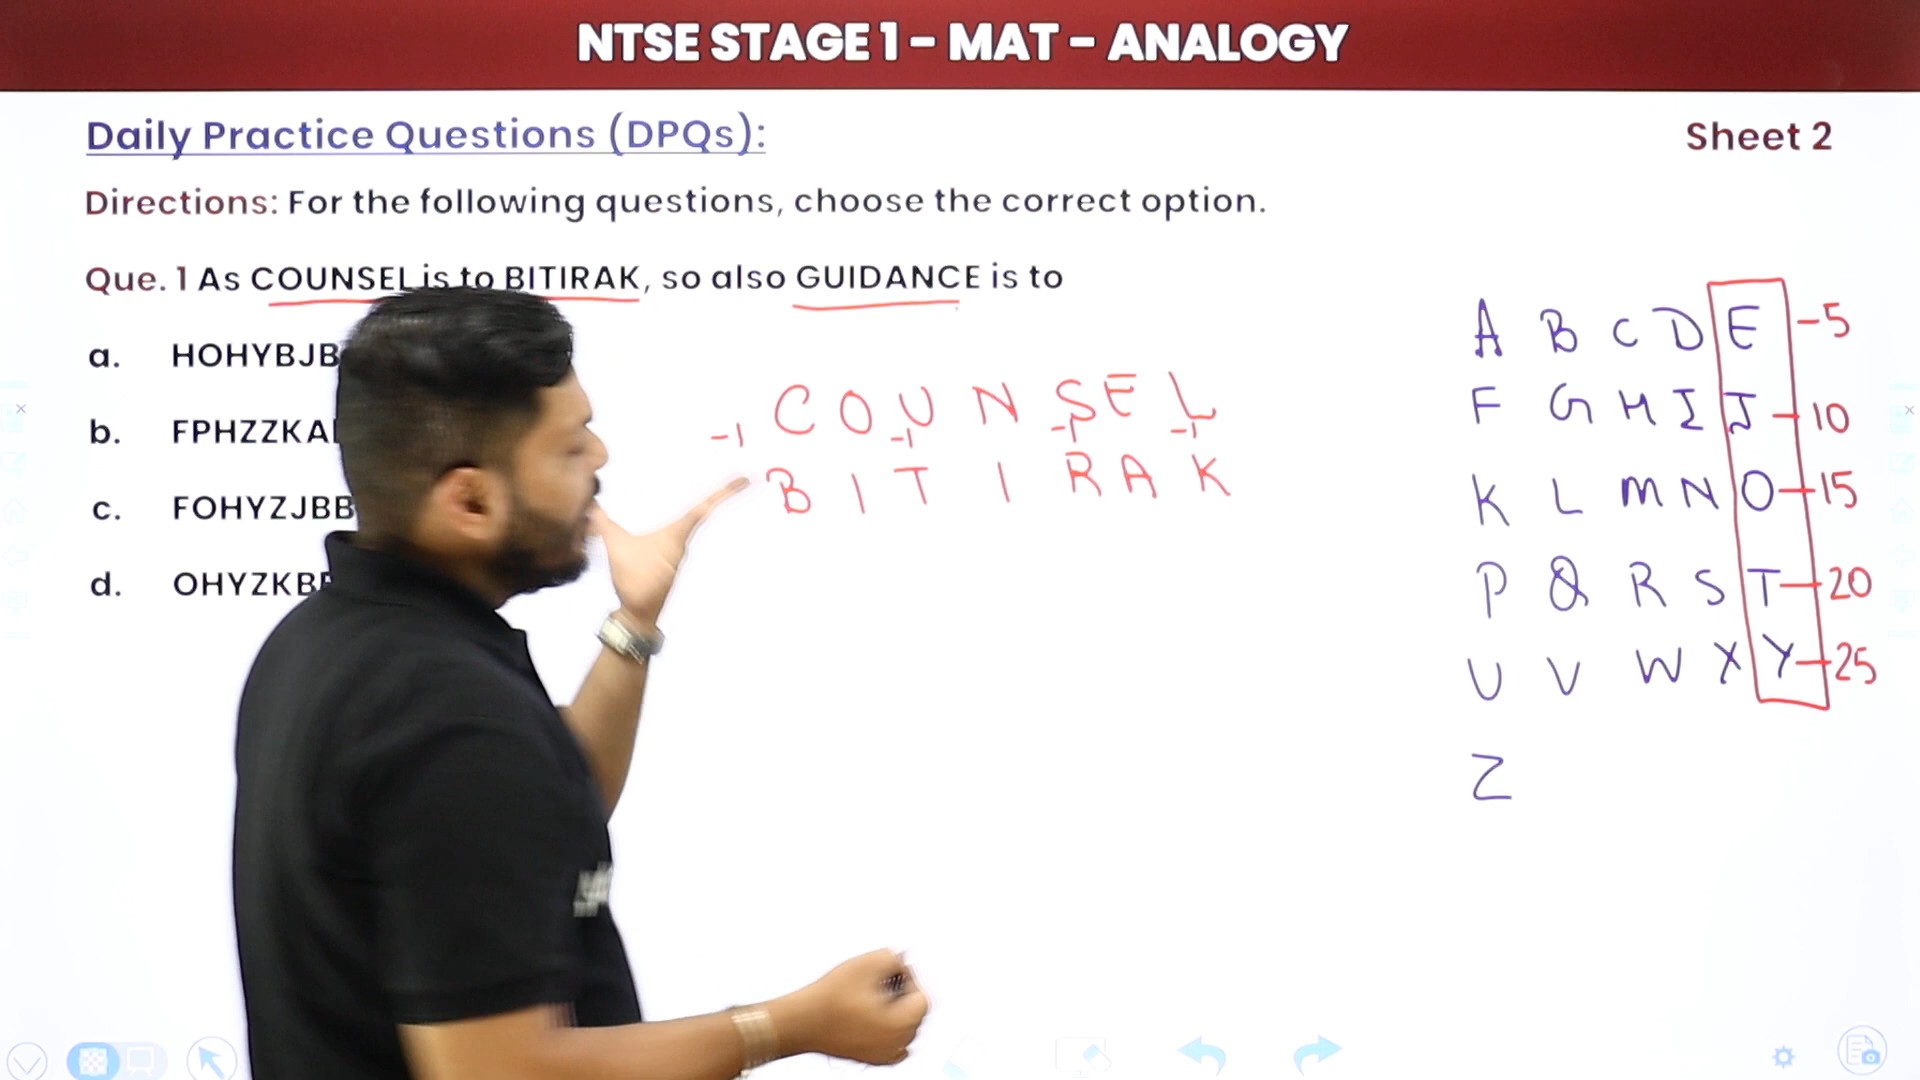 NTSE STAGE 1 - MAT - ANALOGY
Daily Practice Questions (DPQs):
Sheet 2
Directions: For the following questions, choose the correct option.
Que. 1 As COUNSEL is to BITIRAK, so also GUIDANCE is to
a. HOHYBJB
b. FPHZZKA
c. FOHYZJBB
d. OHYZKB
C O U N S E L
-1 -1 -1 -1
B I T I R A K
A B C D E -5
F G H I J - 10
K L M N O - 15
P Q R S T - 20
U V W X Y - 25
Z